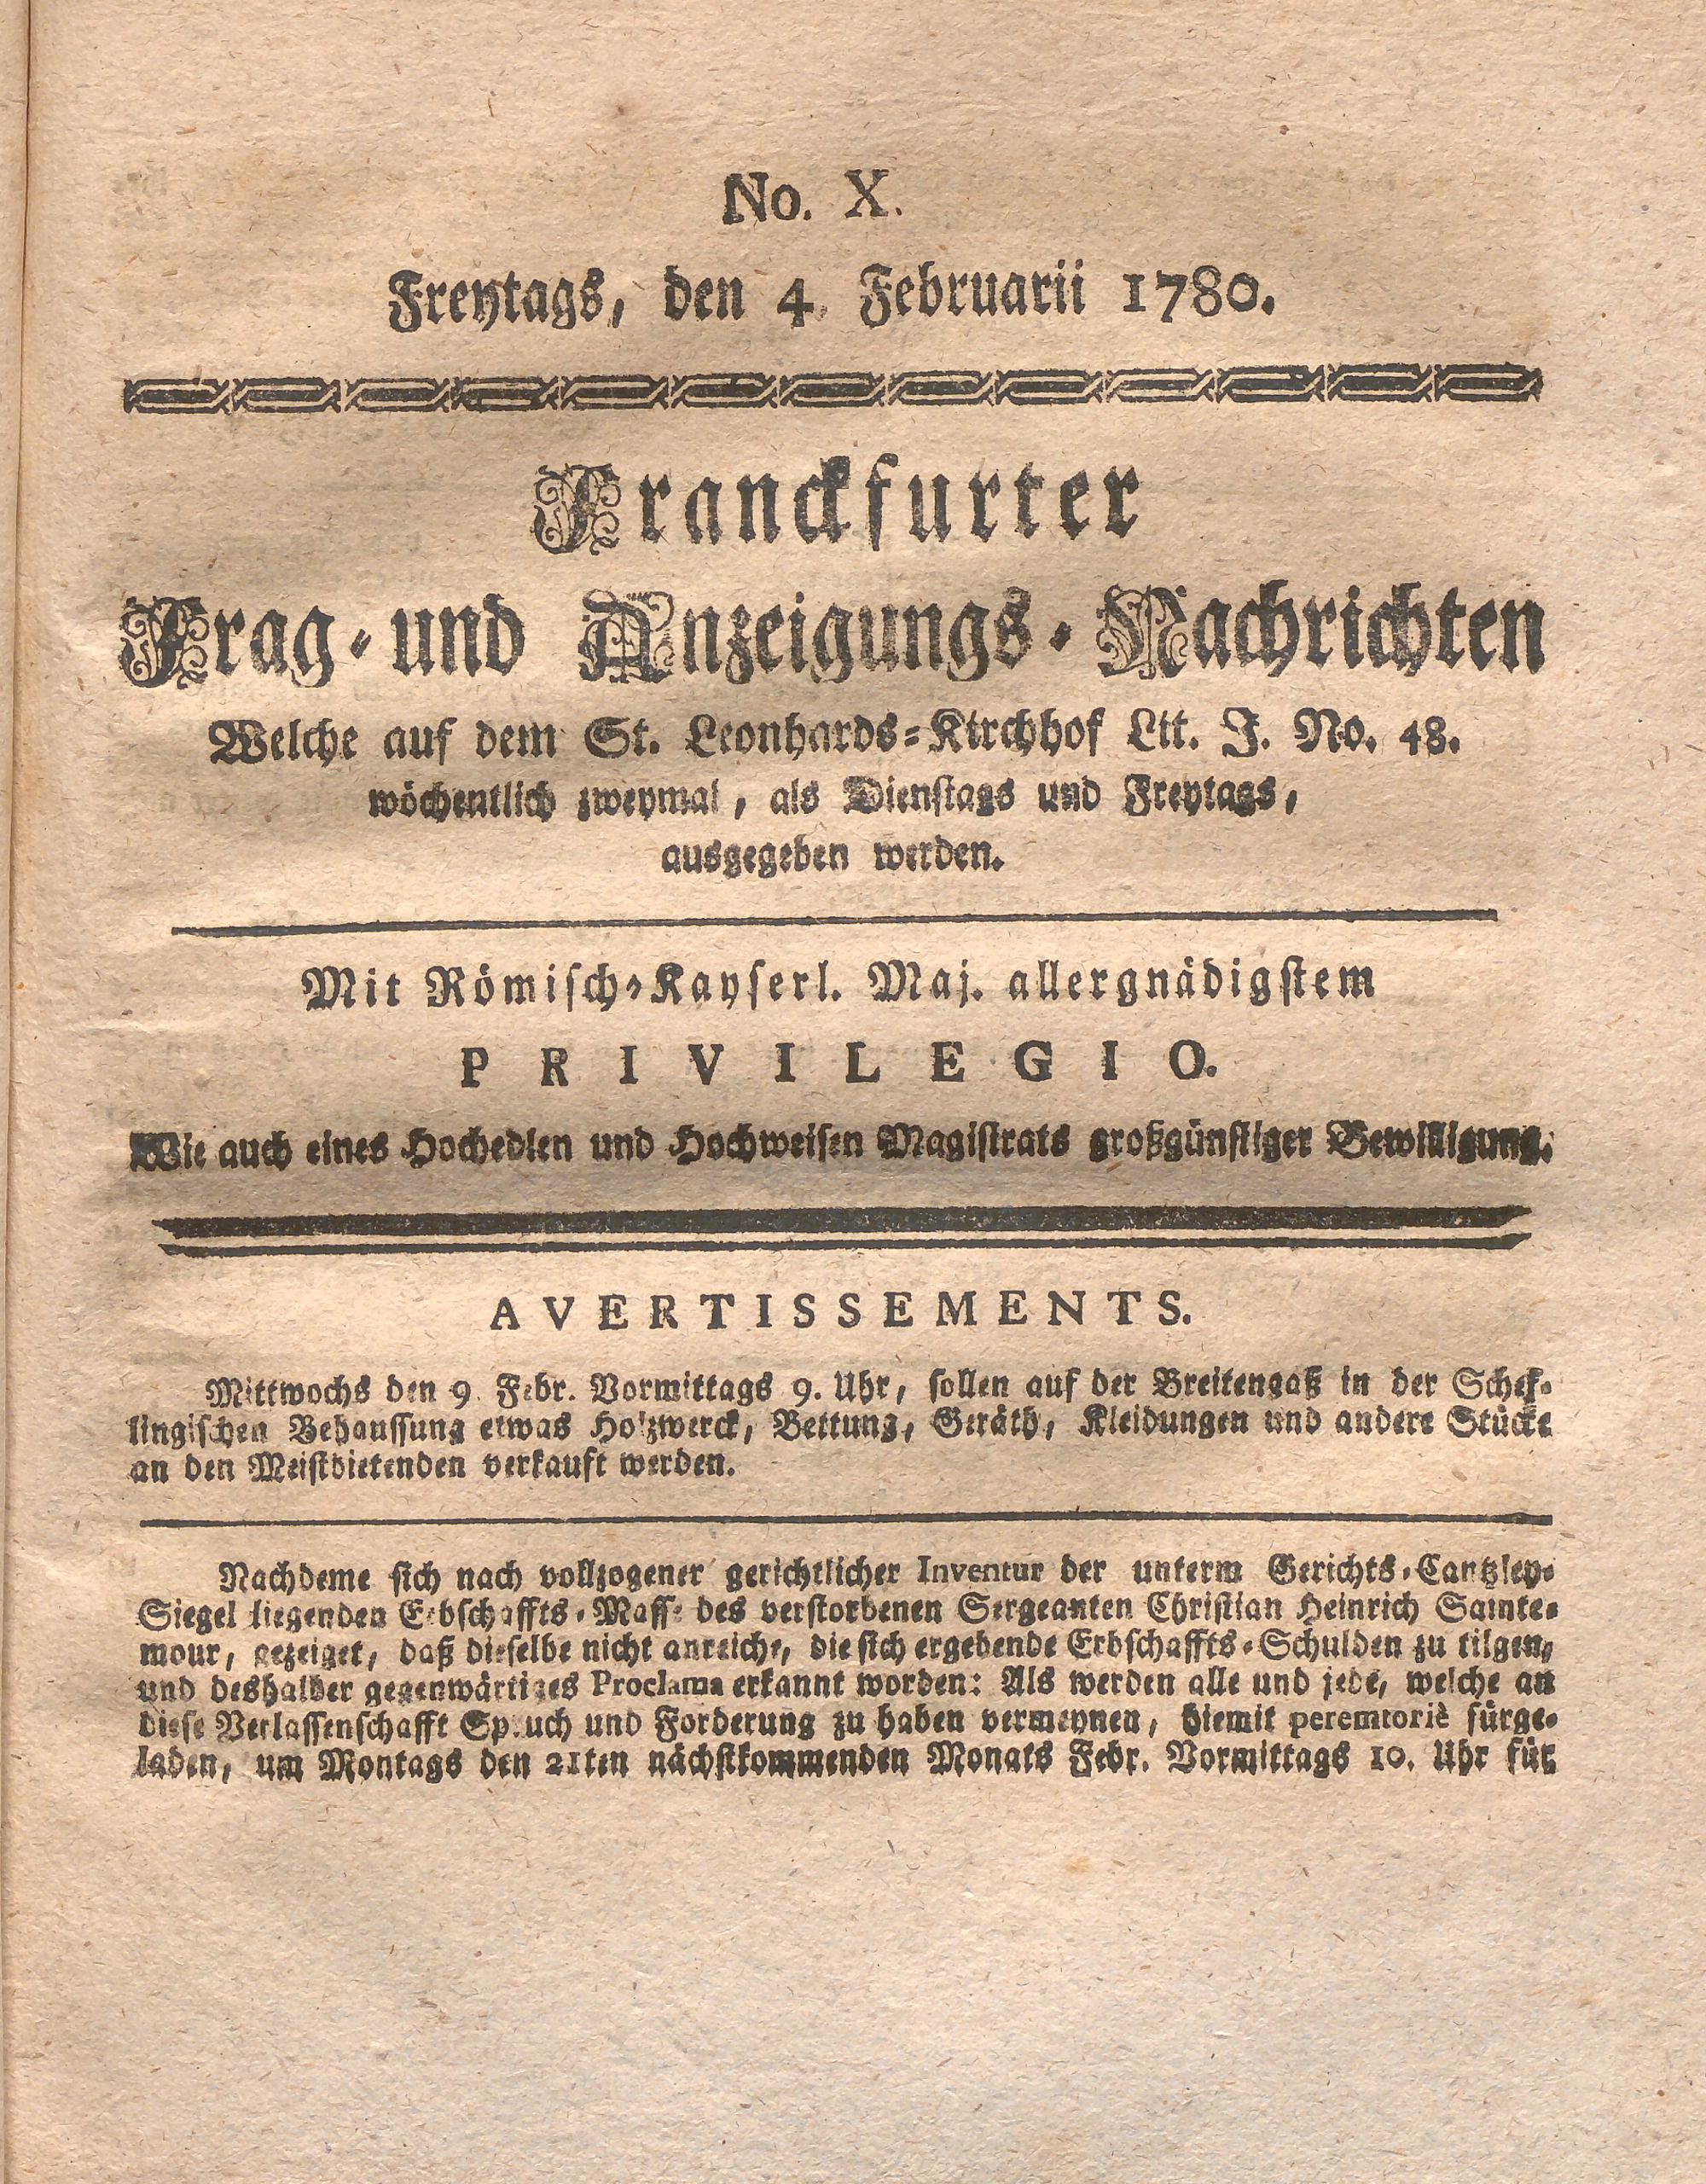 No. X.
Freytags, den 4. Februarii 1780.
Franckfurter
Frag-und Anzeigungs-Nachrichten
Welche auf dem St. Leonhards-Kirchhof Lit. J. No. 48.
wöchentlich zweymal, als Dienstags und Freytags,
ausgegeben werden.
Mit Römisch-Kayserl. Maj. allergnädigstem
PRIVILEGIO.
Wie auch eines Hochedlen und Hochweisen Magistrats großgünstiger Bewilligung.
AVERTISSEMENTS.
Mittwochs den 9. Febr. Vormittags 9. Uhr, sollen auf der Breitengaß in der Schef-
lingischen Behaussung etwas Holzwerck, Bettung, Geräth, Kleidungen und andere Stücke
an den Meistbietenden verkauft werden.
Nachdeme sich nach vollzogener gerichtlicher Inventur der unterm Gerichts-Cantzley-
Siegel liegenden Erbschaffts-Masse des verstorbenen Sergeanten Christian Heinrich Sainte-
mour, gezeiget, daß dieselbe nicht anreiche, die sich ergebende Erbschaffts-Schulden zu tilgen,
und deshalber gegenwärtiges Proclama erkannt worden: Als werden alle und jede, welche an
diese Verlassenschafft Spruch und Forderung zu haben vermeynen, hiemit peremtoriè fürge-
laden, um Montags den 21ten nächstkommenden Monats Febr. Vormittags 10. Uhr für